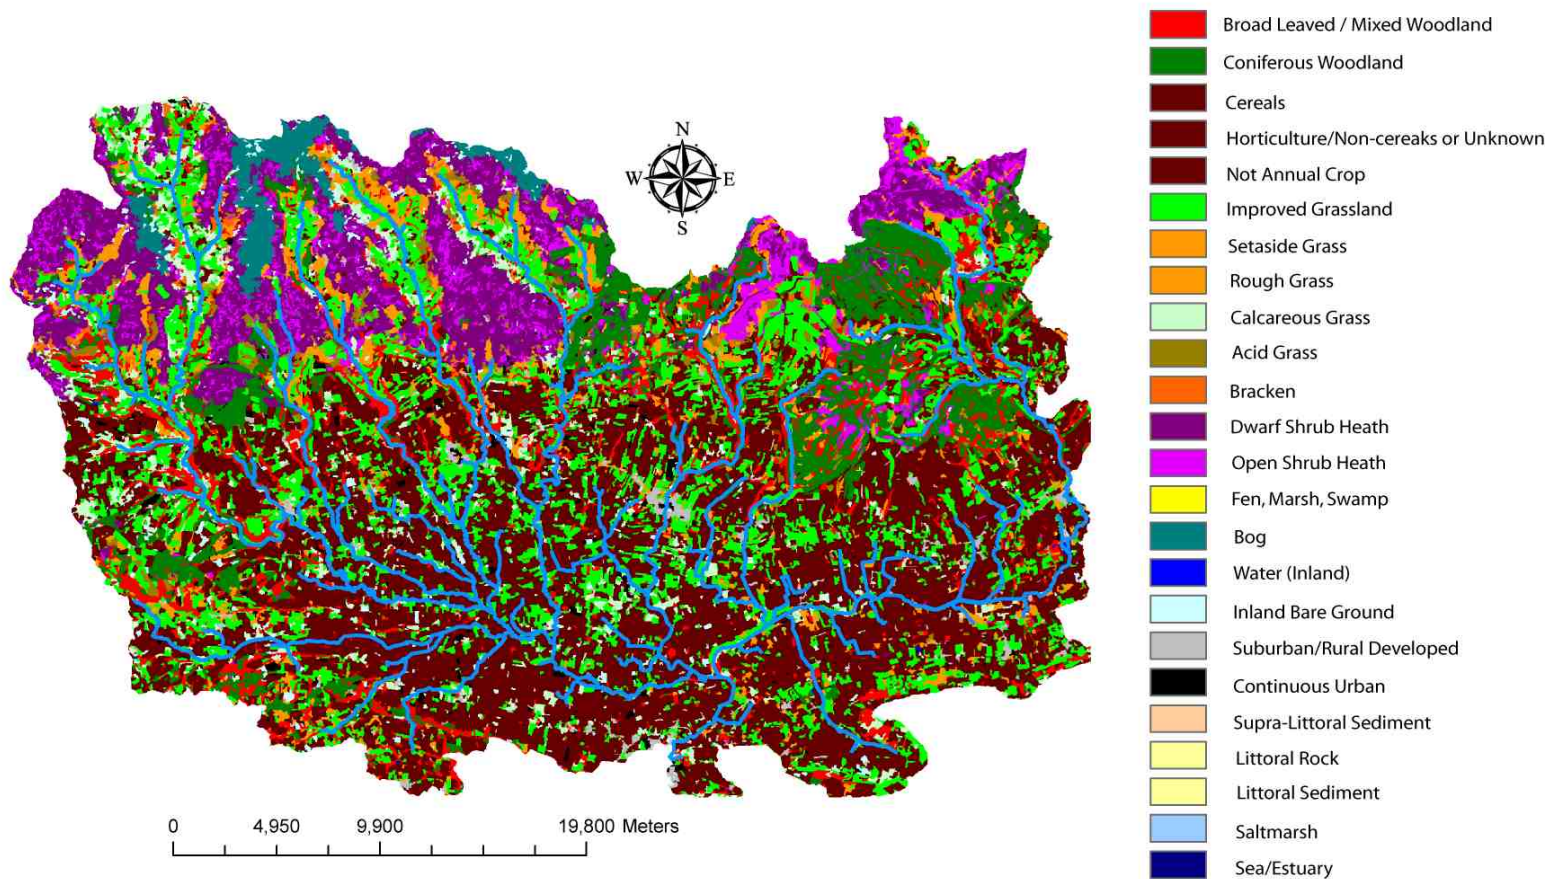 Broad Leaved / Mixed Woodland
Coniferous Woodland
Cereals
Horticulture/Non-cereaks or Unknown
Not Annual Crop
Improved Grassland
Setaside Grass
Rough Grass
Calcareous Grass
Acid Grass
Bracken
Dwarf Shrub Heath
Open Shrub Heath
Fen, Marsh, Swamp
Bog
Water (Inland)
Inland Bare Ground
Suburban/Rural Developed
Continuous Urban
Supra-Littoral Sediment
Littoral Rock
Littoral Sediment
Saltmarsh
Sea/Estuary
N
W E
S
0 4,950 9,900 19,800 Meters